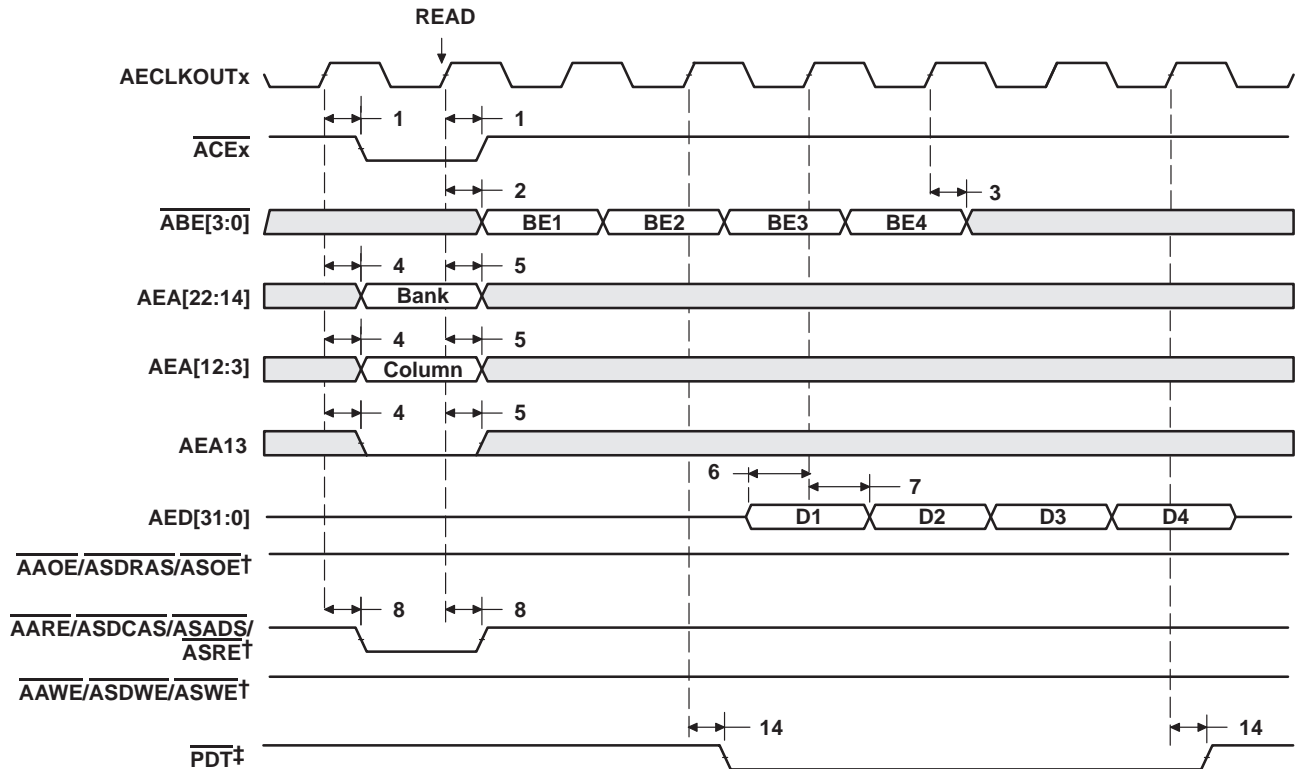 READ
AECLKOUTx
1 1
ACEx
2 3
ABE[3:0] BE1 BE2 BE3 BE4
4 5
AEA[22:14] Bank
4 5
AEA[12:3] Column
4 5
AEA13
6 7
AED[31:0] D1 D2 D3 D4
AAOE/ASDRAS/ASOE†
8 8
AARE/ASDCAS/ASADS/
ASRE†
AAWE/ASDWE/ASWE†
14 14
PDT‡